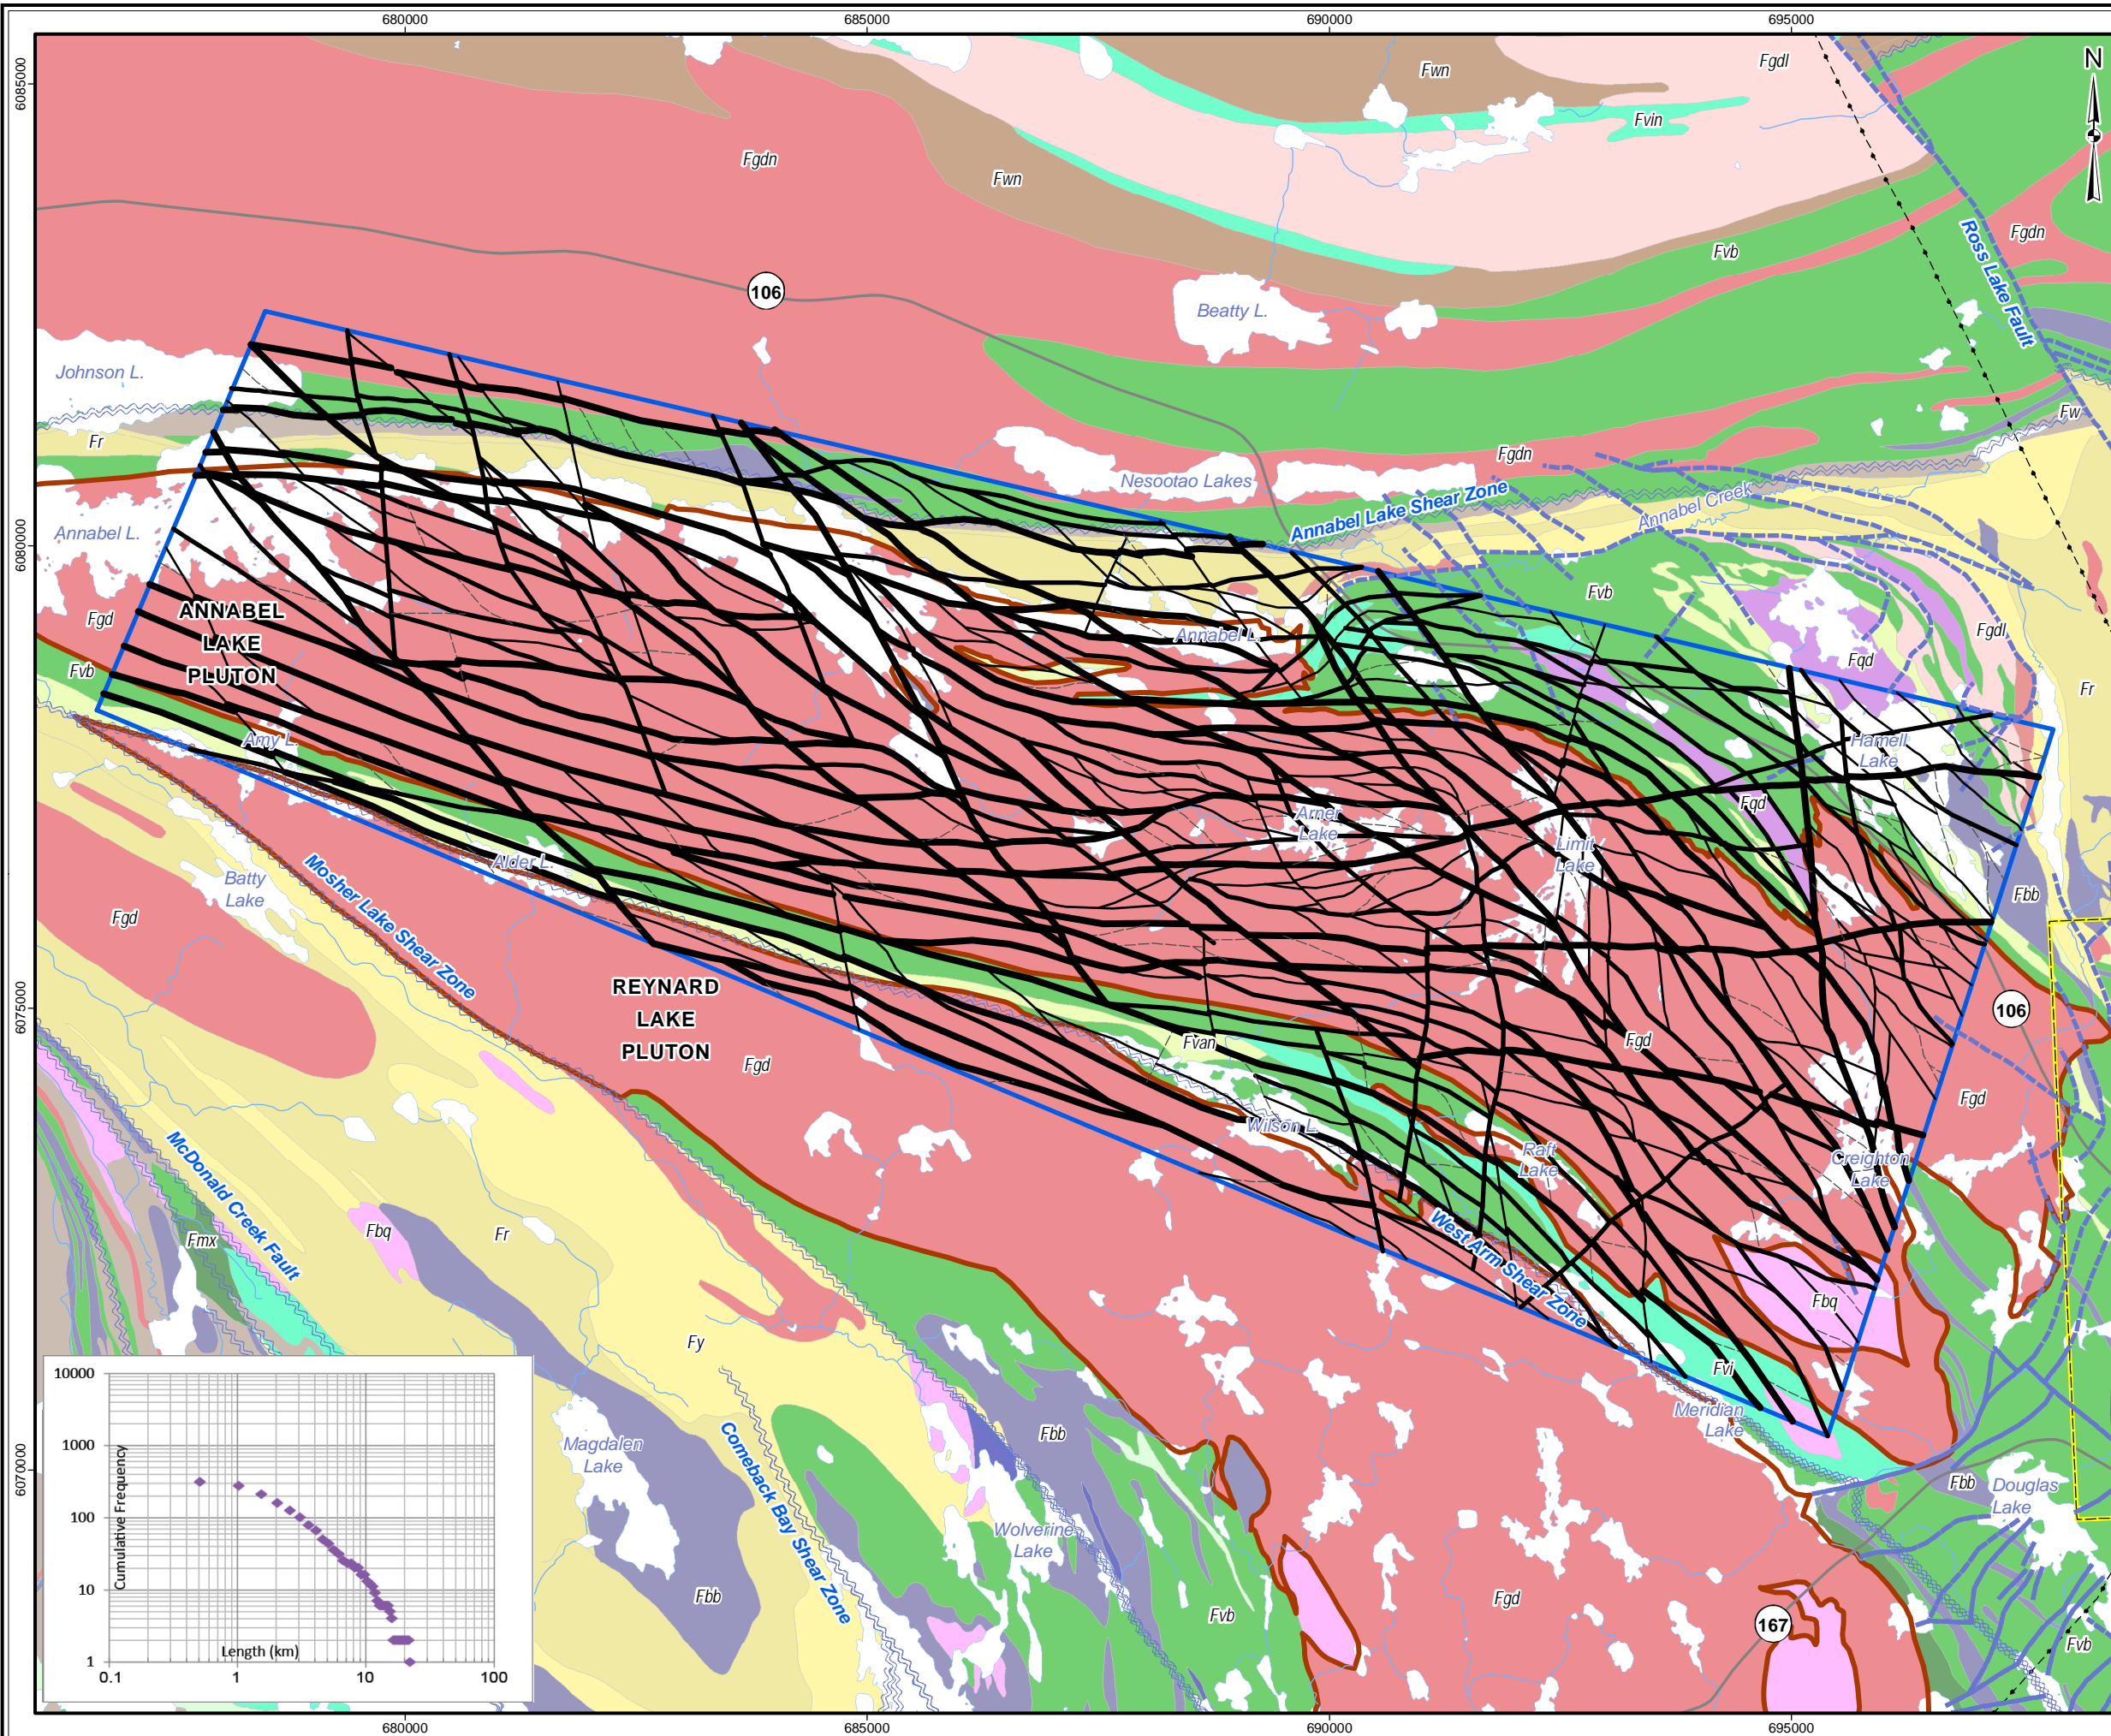 680000
685000
690000
695000
6085000
6080000
6075000
6070000
N
Fwn
Fgdl
Fvin
Fgdn
Fwn
Fvb
Fgdn
Ross Lake Fault
106
Beatty L.
Johnson L.
Fw
Fr
Fgdn
Nesootao Lakes
Annabel Lake Shear Zone
Annabel Creek
Annabel L.
Fvb
ANNABEL
LAKE
PLUTON
Fgd
Annabel L.
Fgdl
Fqd
Fvb
Fr
Amy L.
Hamell
Lake
Fqd
Arner
Lake
Limit
Lake
Alder L.
Batty
Lake
Mosher Lake Shear Zone
Fbb
Fgd
REYNARD
LAKE
PLUTON
106
Fvan
Fgd
Fgd
Fgd
Wilson L.
Raft
Lake
Creighton
Lake
McDonald Creek Fault
Fbq
Fmx
Fr
West Arm Shear Zone
Fbq
Fy
Fvi
Meridian
Lake
Comeback Bay Shear Zone
Magdalen
Lake
Fbb
Fbb
Douglas
Lake
Wolverine
Lake
Fbb
Fvb
Fgd
167
Fvb
10000
1000
100
10
1
Cumulative Frequency
Length (km)
0.1
1
10
100
680000
685000
690000
695000